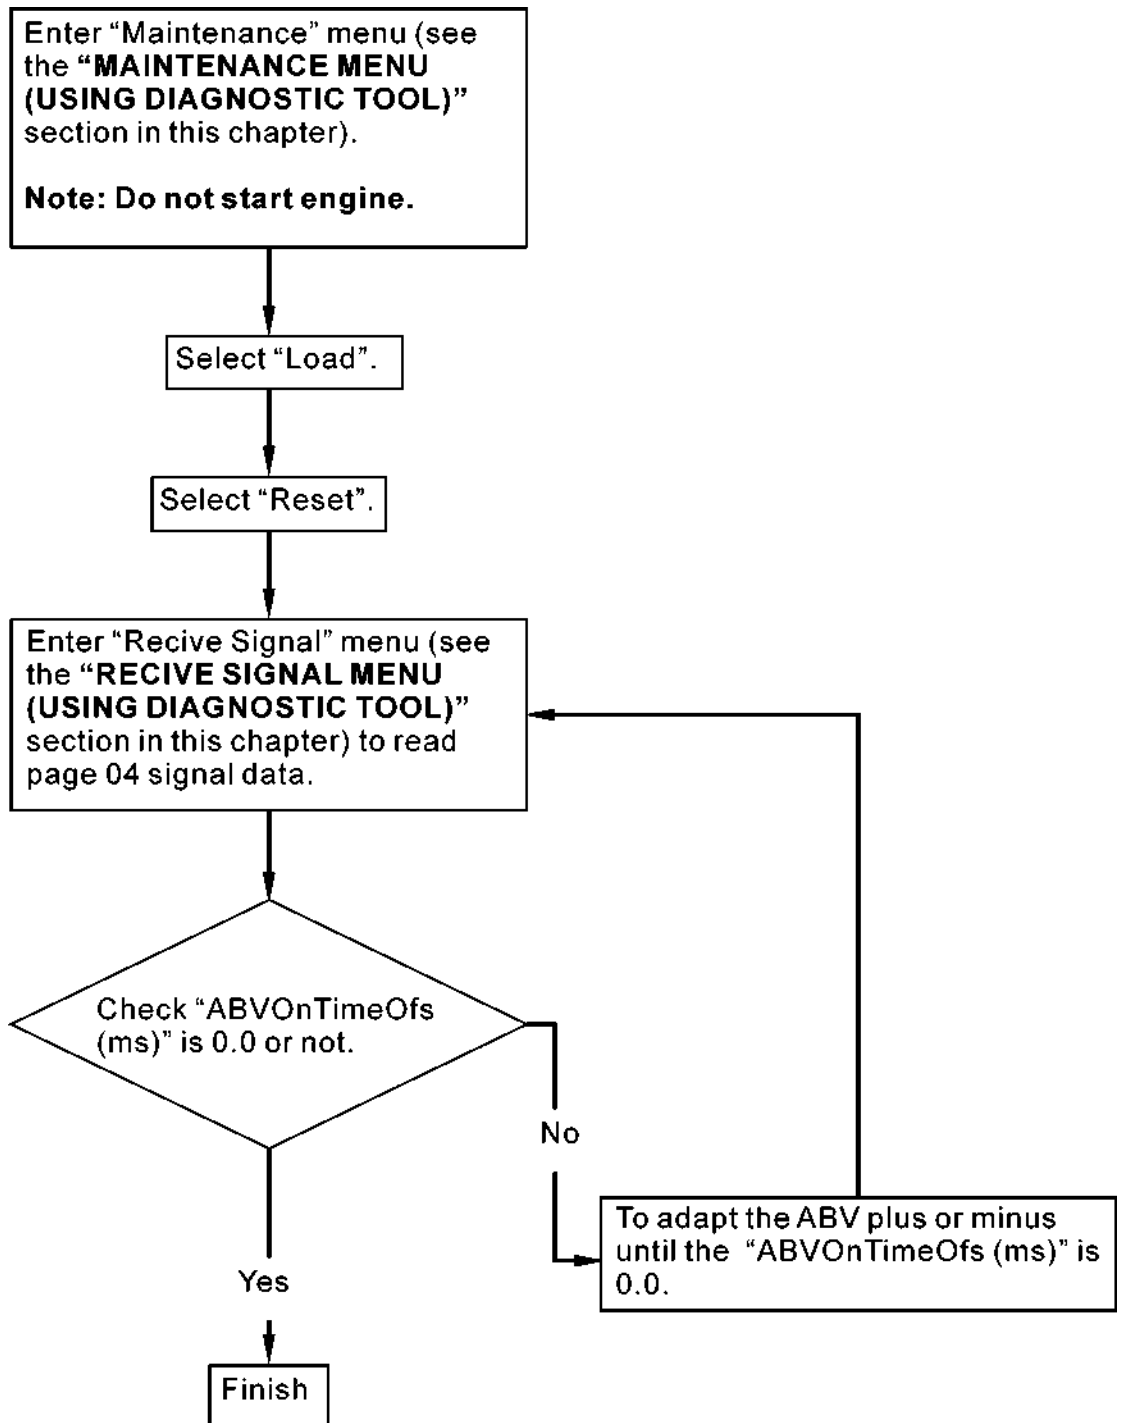 Enter “Maintenance” menu (see
the “MAINTENANCE MENU
(USING DIAGNOSTIC TOOL)”
section in this chapter).
Note: Do not start engine.
Select “Load”.
Select “Reset”.
Enter “Recive Signal” menu (see
the “RECIVE SIGNAL MENU
(USING DIAGNOSTIC TOOL)”
section in this chapter) to read
page 04 signal data.
Check “ABVOnTimeOfs
(ms)” is 0.0 or not.
No
To adapt the ABV plus or minus
until the “ABVOnTimeOfs (ms)” is
0.0.
Yes
Finish